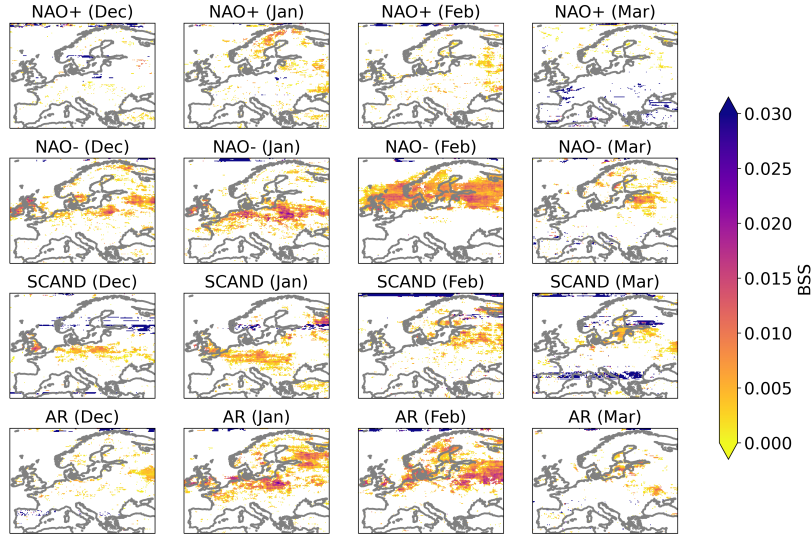 NAO+ (Dec) NAO+ (Jan) NAO+ (Feb) NAO+ (Mar)
NAO- (Dec) NAO- (Jan) NAO- (Feb) NAO- (Mar)
SCAND (Dec) SCAND (Jan) SCAND (Feb) SCAND (Mar)
AR (Dec) AR (Jan) AR (Feb) AR (Mar)
0.030
0.025
0.020
0.015
0.010
0.005
0.000
BSS